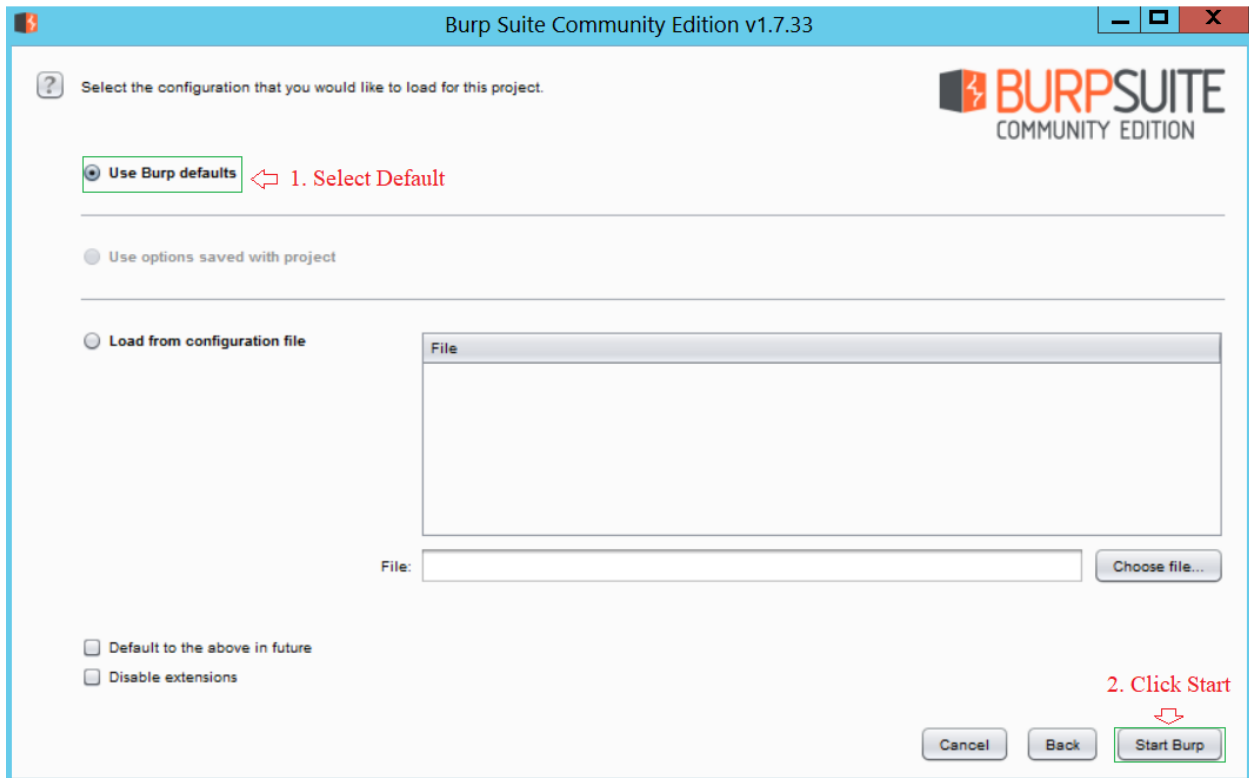 Burp Suite Community Edition v1.7.33
X
?
Select the configuration that you would like to load for this project.
BURPSUITE
COMMUNITY EDITION
Use Burp defaults
1. Select Default
Use options saved with project
Load from configuration file
File
File:
Choose file...
Default to the above in future
Disable extensions
2. Click Start
Cancel
Back
Start Burp